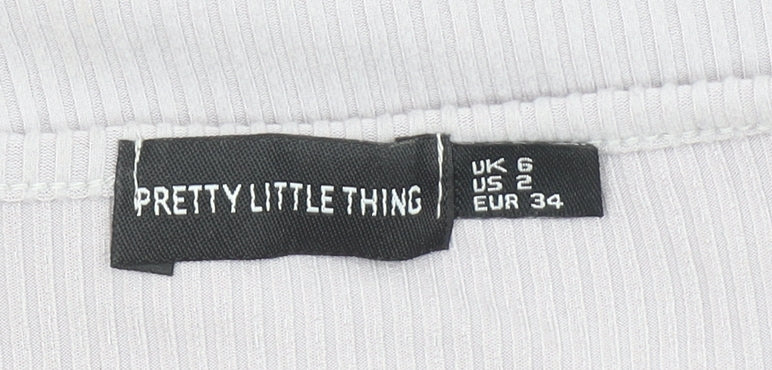 PRETTY LITTLE THING
UK 6
US 2
EUR 34